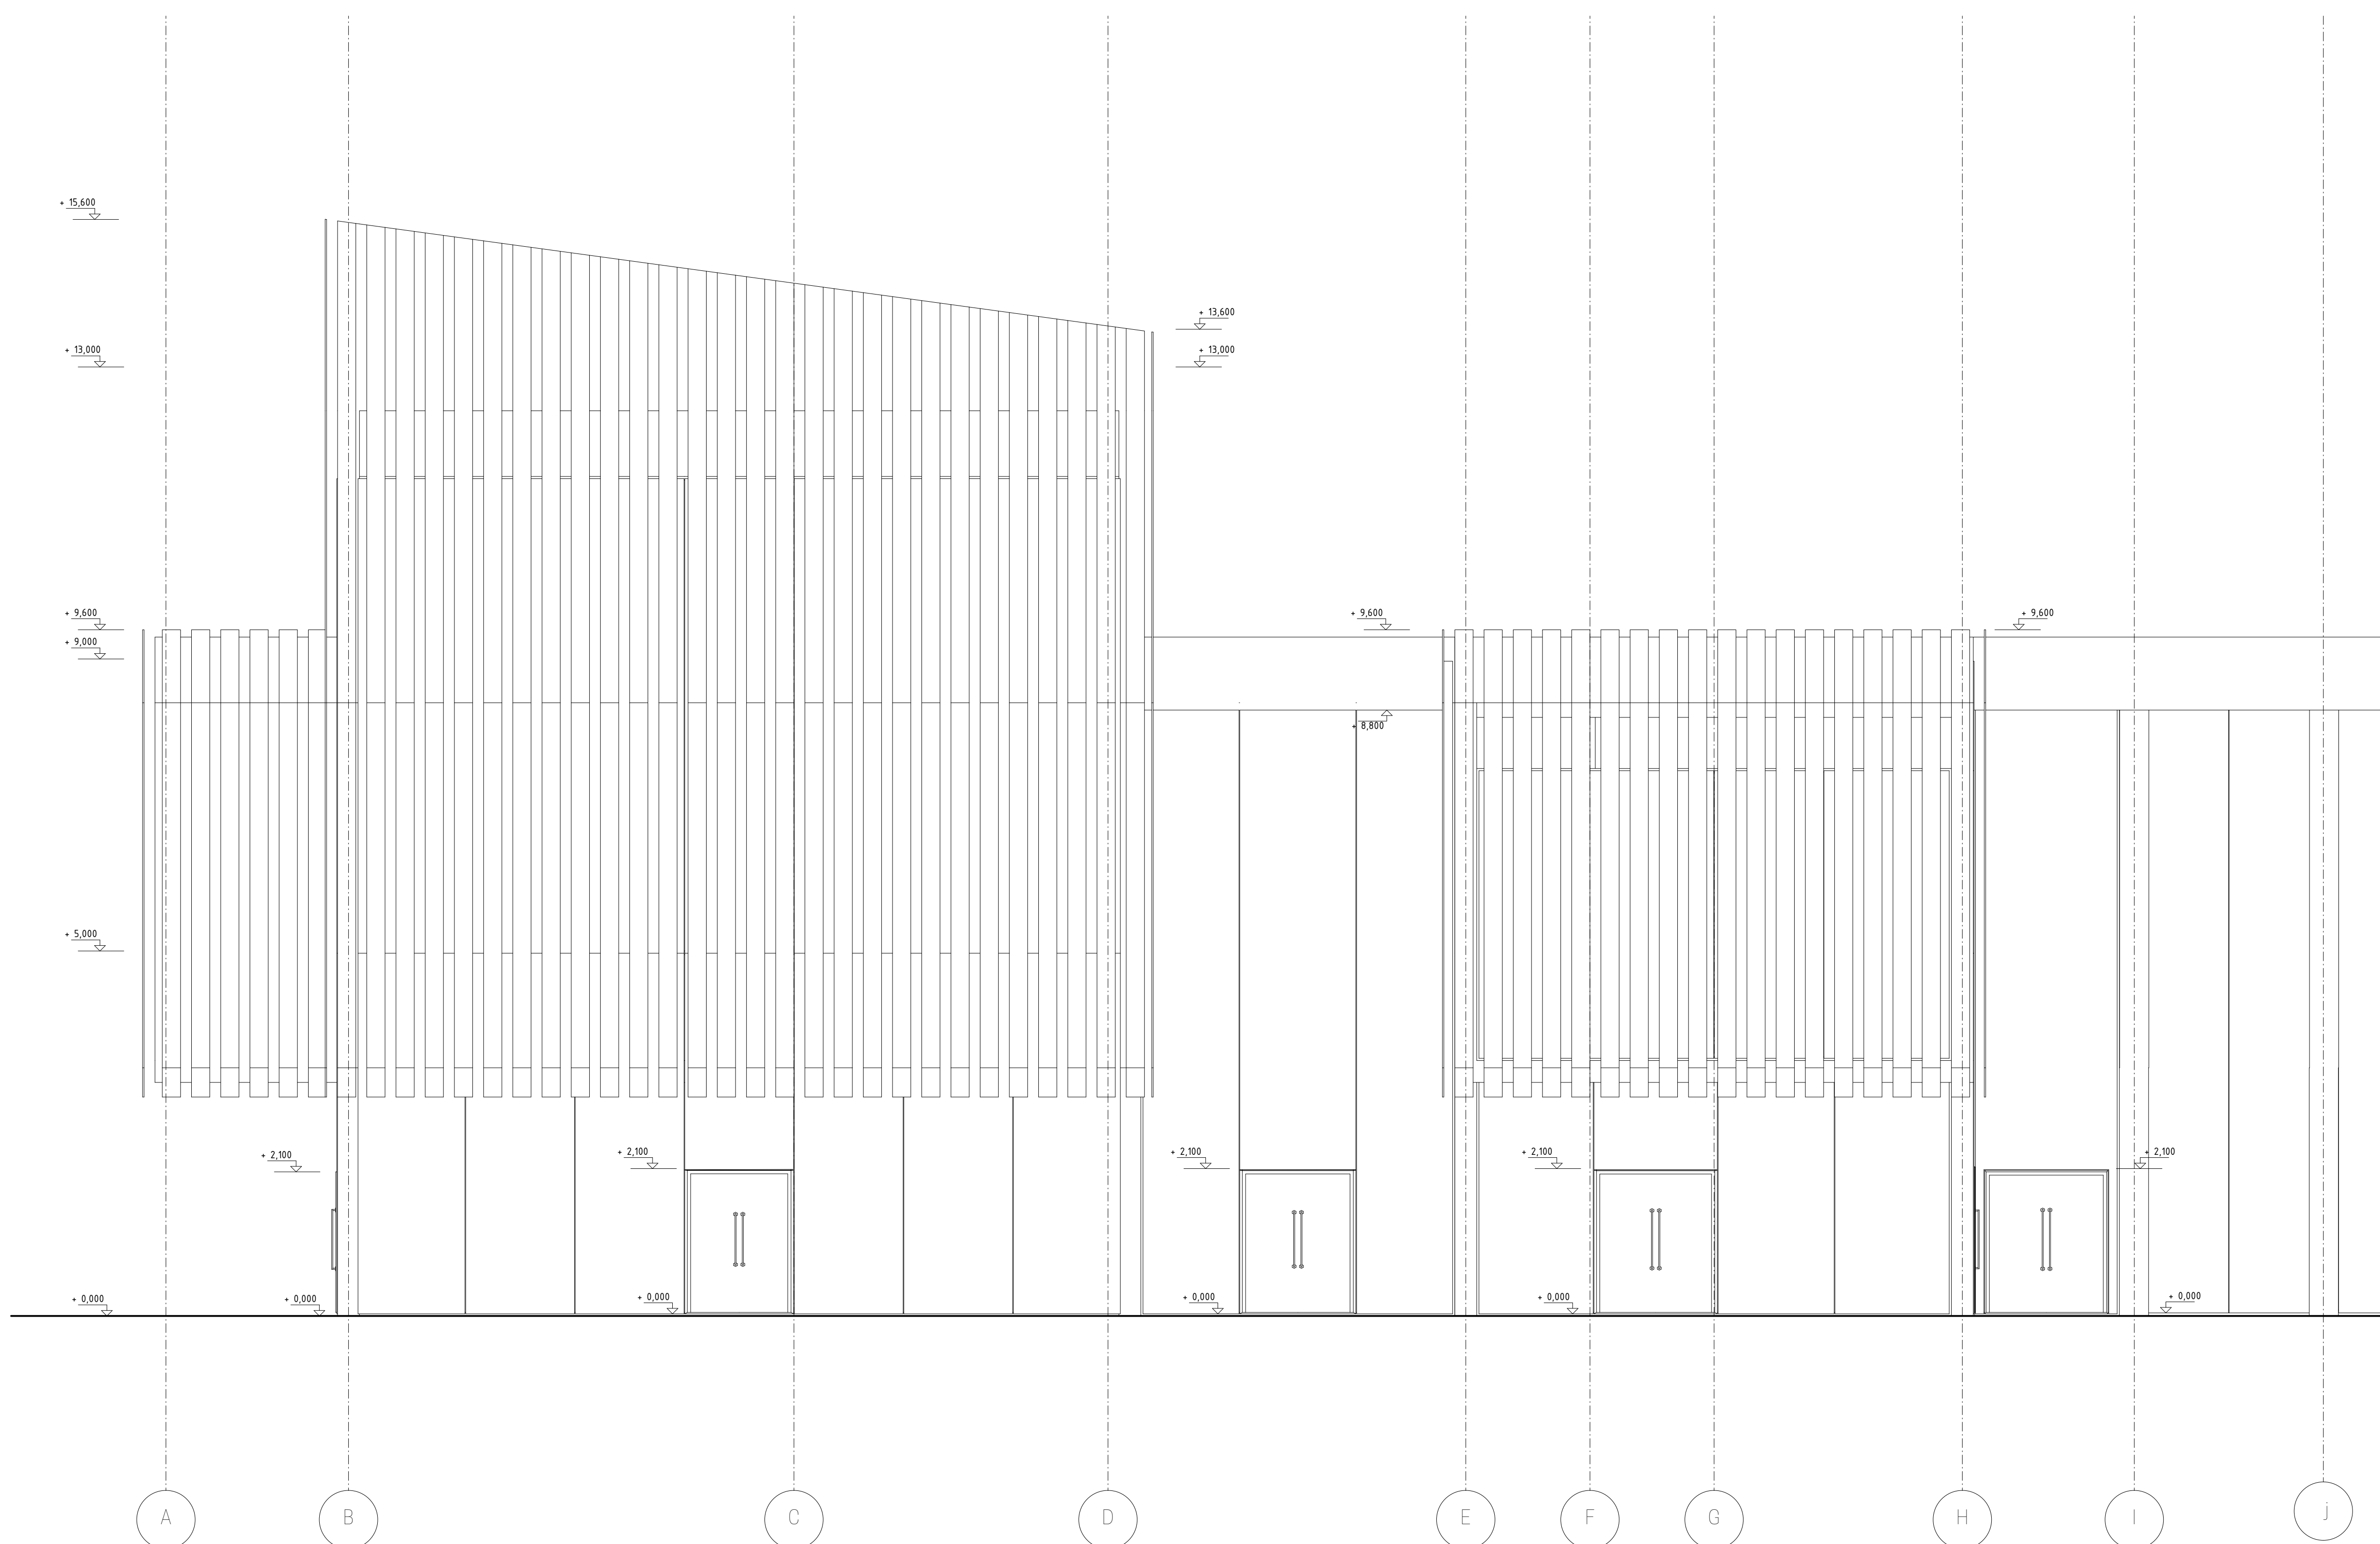 + 15,600
+ 13,600
+ 13,000
+ 13,000
+ 9,600
+ 9,600
+ 9,600
+ 9,000
+ 8,800
+ 5,000
+ 2,100
+ 2,100
+ 2,100
+ 2,100
+ 2,100
+ 0,000
+ 0,000
+ 0,000
+ 0,000
+ 0,000
+ 0,000
A
B
C
D
E
F
G
H
I
j